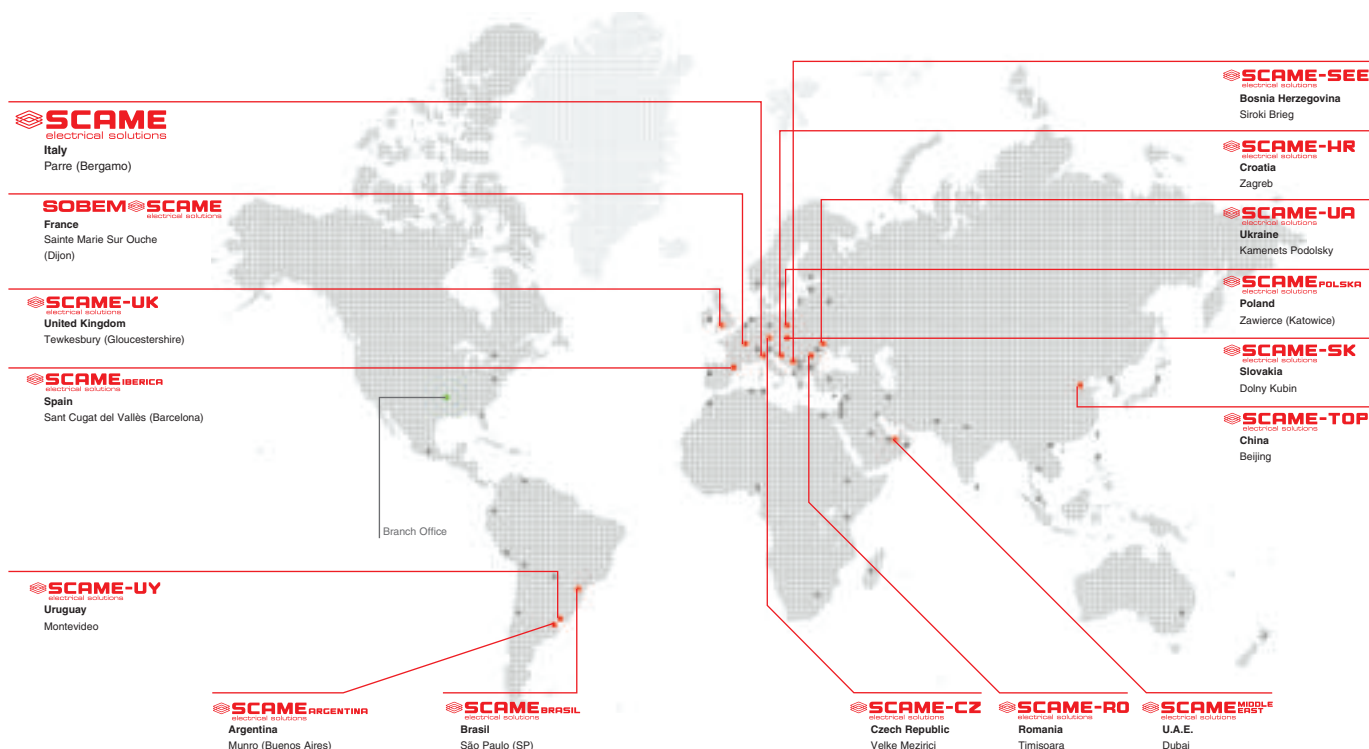 SCAME
electrical solutions
Italy
Parre (Bergamo)
SOBEM SCAME
electrical solutions
France
Sainte Marie Sur Ouche
(Dijon)
SCAME-UK
electrical solutions
United Kingdom
Tewkesbury (Gloucestershire)
SCAME IBERICA
electrical solutions
Spain
Sant Cugat del Vallès (Barcelona)
Branch Office
SCAME-UY
electrical solutions
Uruguay
Montevideo
SCAME ARGENTINA
electrical solutions
Argentina
Munro (Buenos Aires)
SCAME BRASIL
electrical solutions
Brasil
São Paulo (SP)
SCAME-SEE
electrical solutions
Bosnia Herzegovina
Siroki Brieg
SCAME-HR
electrical solutions
Croatia
Zagreb
SCAME-UA
electrical solutions
Ukraine
Kamenets Podolsky
SCAME POLSKA
electrical solutions
Poland
Zawierce (Katowice)
SCAME-SK
electrical solutions
Slovakia
Dolny Kubin
SCAME-TOP
electrical solutions
China
Beijing
SCAME-CZ
electrical solutions
Czech Republic
Velke Mezirici
SCAME-RO
electrical solutions
Romania
Timisoara
SCAME MIDDLE EAST
electrical solutions
U.A.E.
Dubai